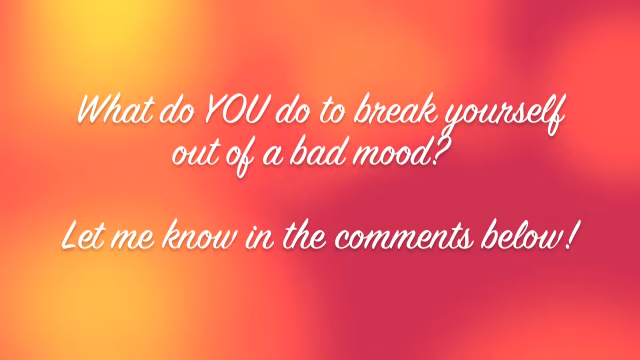 What do YOU do to break yourself
out of a bad mood?
Let me know in the comments below!